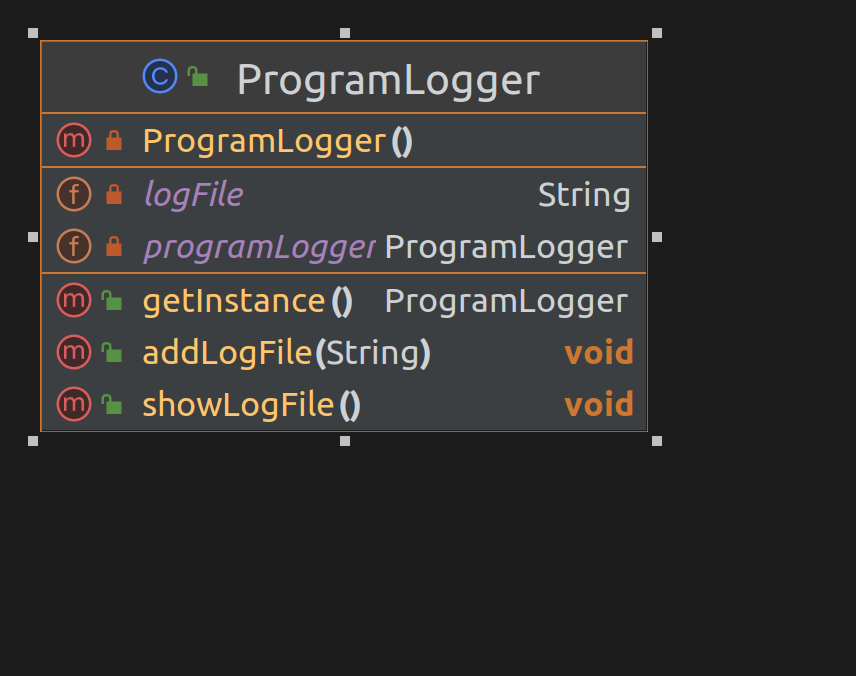 C ProgramLogger
m ProgramLogger()
f logFile String
f programLogger ProgramLogger
m getInstance() ProgramLogger
m addLogFile(String) void
m showLogFile() void